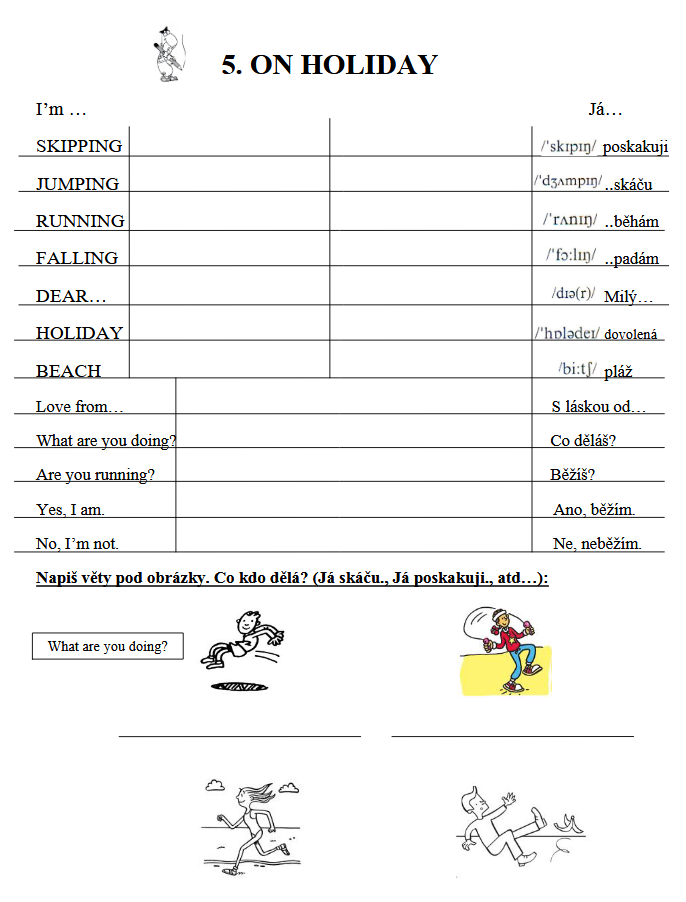 5. ON HOLIDAY
I'm … Já…
SKIPPING /ˈskɪpɪŋ/ poskakuji
JUMPING /ˈdʒʌmpɪŋ/ ..skáču
RUNNING /ˈrʌnɪŋ/ ..běhám
FALLING /ˈfɔːlɪŋ/ ..padám
DEAR… /dɪə(r)/ Milý…
HOLIDAY /ˈhɒlədeɪ/ dovolená
BEACH /biːtʃ/ pláž
Love from… S láskou od…
What are you doing? Co děláš?
Are you running? Běžíš?
Yes, I am. Ano, běžím.
No, I'm not. Ne, neběžím.
Napiš věty pod obrázky. Co kdo dělá? (Já skáču., Já poskakuji., atd…):
What are you doing?